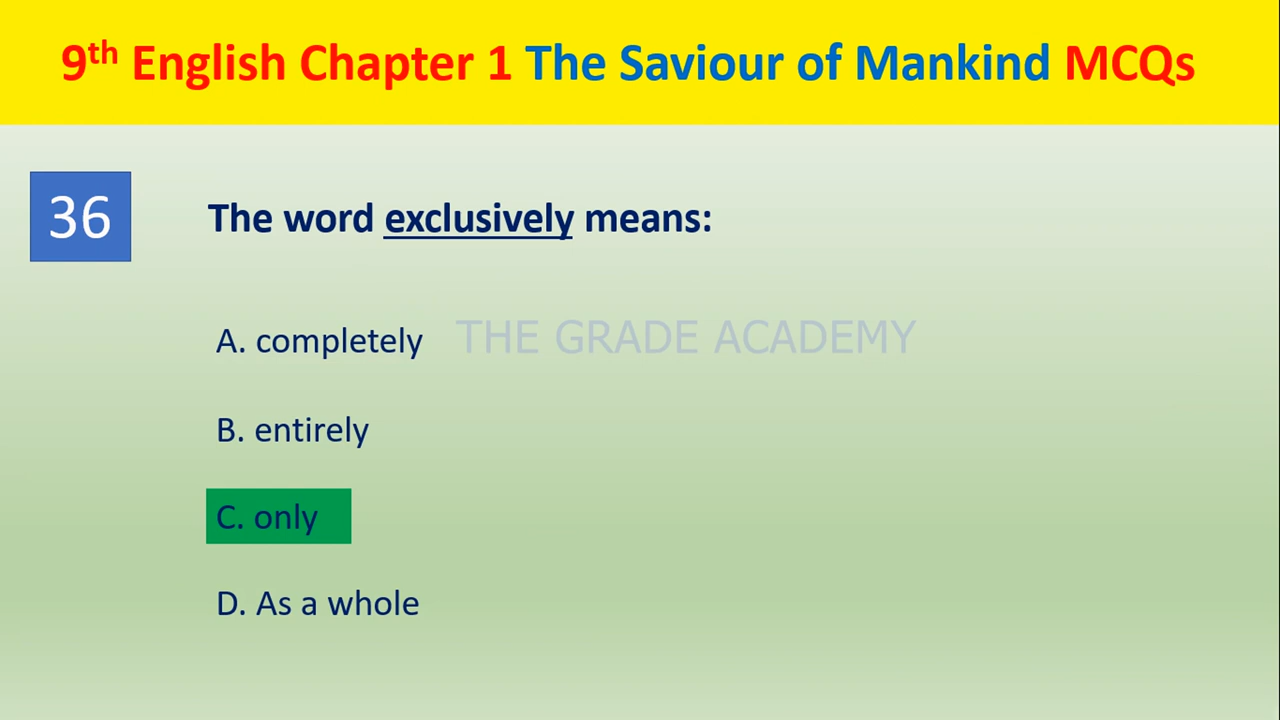 9th English Chapter 1 The Saviour of Mankind MCQs
36
The word exclusively means:
A. completely
THE GRADE ACADEMY
B. entirely
C. only
D. As a whole